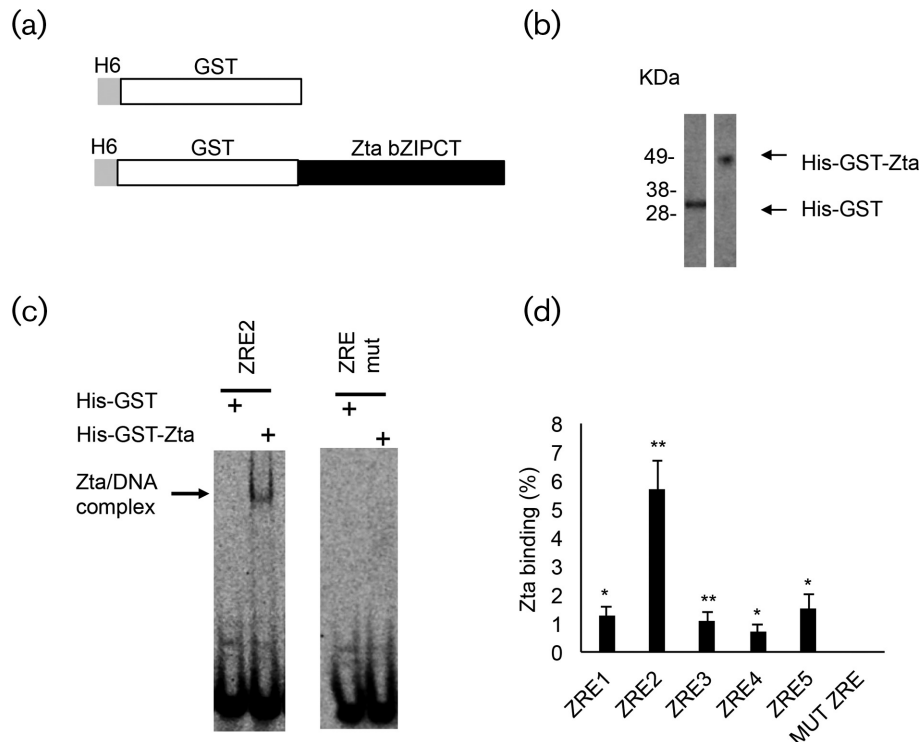 (a)
H6 GST
H6 GST Zta bZIPCT
(b)
KDa
49-
38-
28-
His-GST-Zta
His-GST
(c)
ZRE2
ZRE
mut
His-GST + +
His-GST-Zta + +
Zta/DNA
complex
(d)
Zta binding (%)
8
7
6
5
4
3
2
1
0
* ** ** * *
ZRE1 ZRE2 ZRE3 ZRE4 ZRE5 MUT ZRE